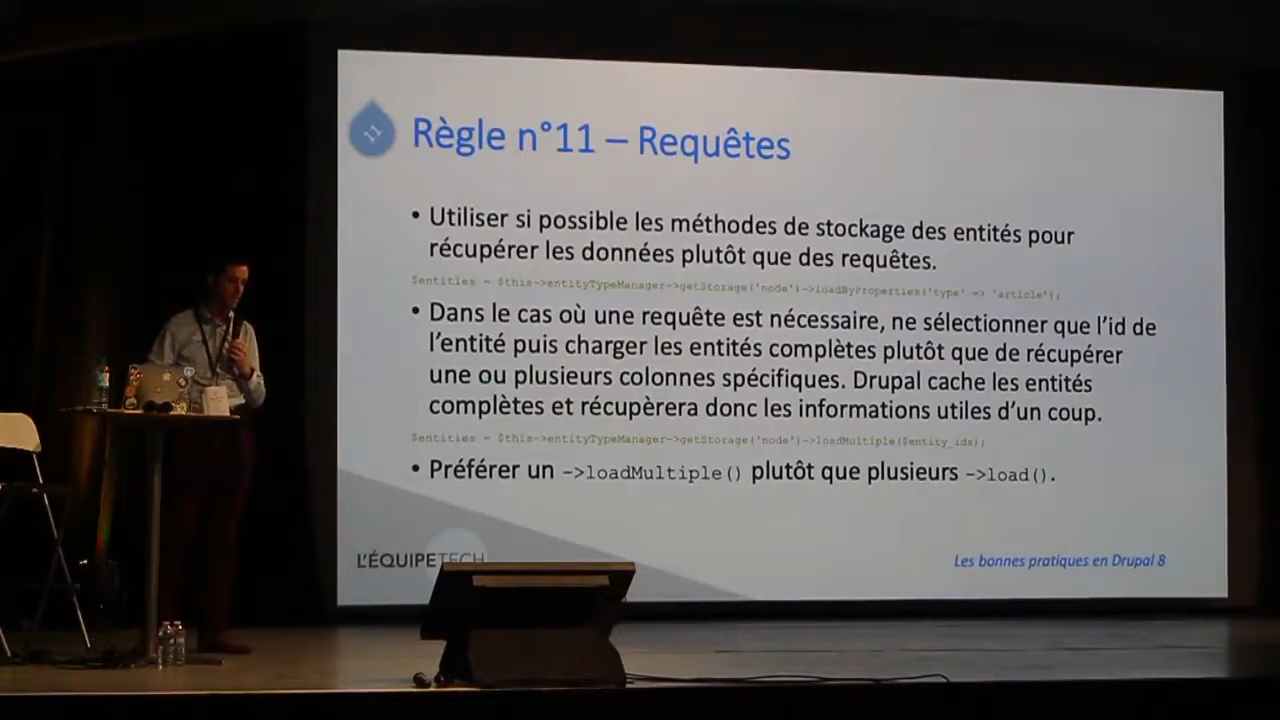 11
Règle n°11 – Requêtes
• Utiliser si possible les méthodes de stockage des entités pour
récupérer les données plutôt que des requêtes.
$entities = $this->entityTypeManager->getStorage('node')->loadByProperties('type' => 'article');
• Dans le cas où une requête est nécessaire, ne sélectionner que l’id de
l’entité puis charger les entités complètes plutôt que de récupérer
une ou plusieurs colonnes spécifiques. Drupal cache les entités
complètes et récupèrera donc les informations utiles d’un coup.
$entities = $this->entityTypeManager->getStorage('node')->loadMultiple($entity_ids);
• Préférer un ->loadMultiple() plutôt que plusieurs ->load().
L’ÉQUIPETECH
Les bonnes pratiques en Drupal 8